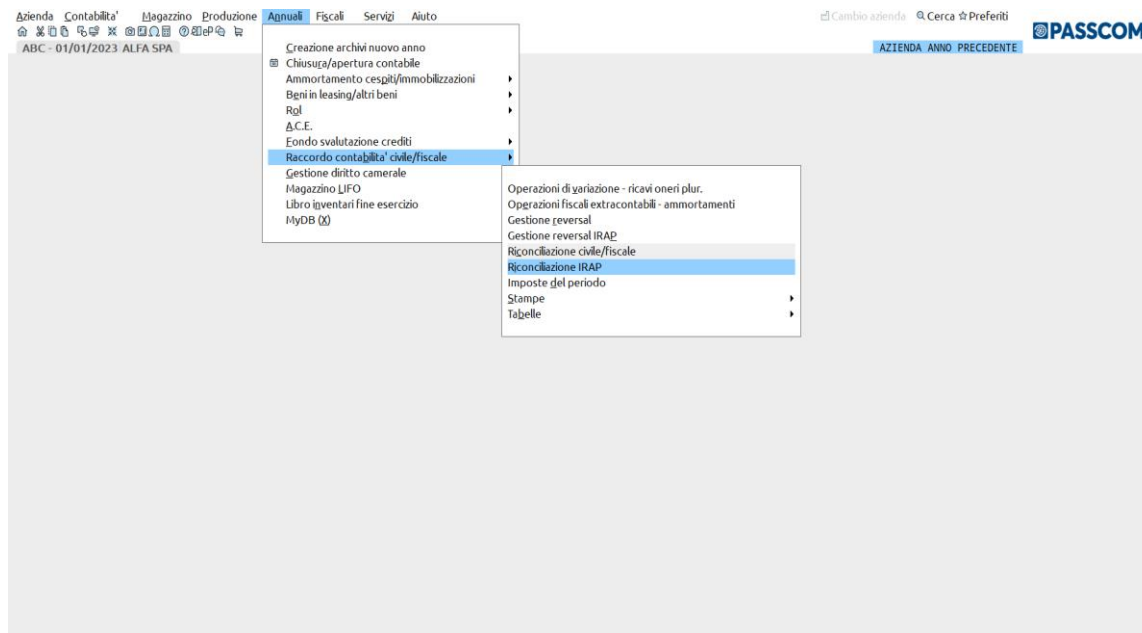 Azienda Contabilita' Magazzino Produzione Annuali Fiscali Servizi Aiuto Cambio azienda Cerca Preferiti
PASSCOM
ABC - 01/01/2023 ALFA SPA AZIENDA ANNO PRECEDENTE
Creazione archivi nuovo anno
Chiusura/apertura contabile
Ammortamento cespiti/immobilizzazioni
Beni in leasing/altri beni
Rol
A.C.E.
Fondo svalutazione crediti
Raccordo contabilita' civile/fiscale
Gestione diritto camerale
Magazzino LIFO
Libro inventari fine esercizio
MyDB (X)
Operazioni di variazione - ricavi oneri plur.
Operazioni fiscali extracontabili - ammortamenti
Gestione reversal
Gestione reversal IRAP
Riconciliazione civile/fiscale
Riconciliazione IRAP
Imposte del periodo
Stampe
Tabelle